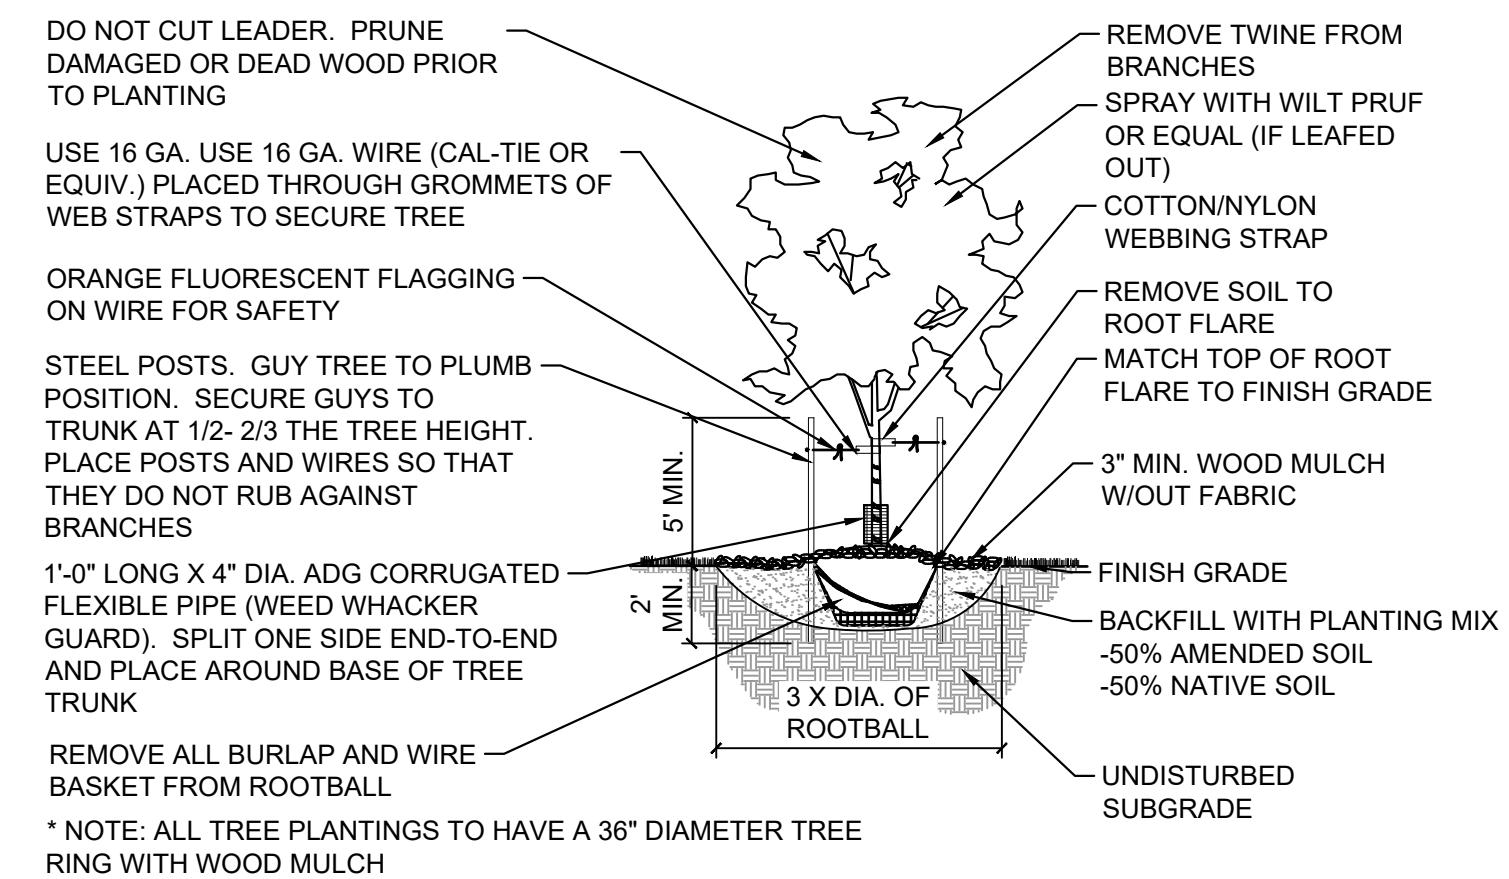 DO NOT CUT LEADER. PRUNE
DAMAGED OR DEAD WOOD PRIOR
TO PLANTING
USE 16 GA. USE 16 GA. WIRE (CAL-TIE OR
EQUIV.) PLACED THROUGH GROMMETS OF
WEB STRAPS TO SECURE TREE
ORANGE FLUORESCENT FLAGGING
ON WIRE FOR SAFETY
STEEL POSTS. GUY TREE TO PLUMB
POSITION. SECURE GUYS TO
TRUNK AT 1/2- 2/3 THE TREE HEIGHT.
PLACE POSTS AND WIRES SO THAT
THEY DO NOT RUB AGAINST
BRANCHES
1'-0" LONG X 4" DIA. ADG CORRUGATED
FLEXIBLE PIPE (WEED WHACKER
GUARD). SPLIT ONE SIDE END-TO-END
AND PLACE AROUND BASE OF TREE
TRUNK
REMOVE ALL BURLAP AND WIRE
BASKET FROM ROOTBALL
* NOTE: ALL TREE PLANTINGS TO HAVE A 36" DIAMETER TREE
RING WITH WOOD MULCH
5' MIN.
2'
MIN.
3 X DIA. OF
ROOTBALL
REMOVE TWINE FROM
BRANCHES
SPRAY WITH WILT PRUF
OR EQUAL (IF LEAFED
OUT)
COTTON/NYLON
WEBBING STRAP
REMOVE SOIL TO
ROOT FLARE
MATCH TOP OF ROOT
FLARE TO FINISH GRADE
3" MIN. WOOD MULCH
W/OUT FABRIC
FINISH GRADE
BACKFILL WITH PLANTING MIX
-50% AMENDED SOIL
-50% NATIVE SOIL
UNDISTURBED
SUBGRADE